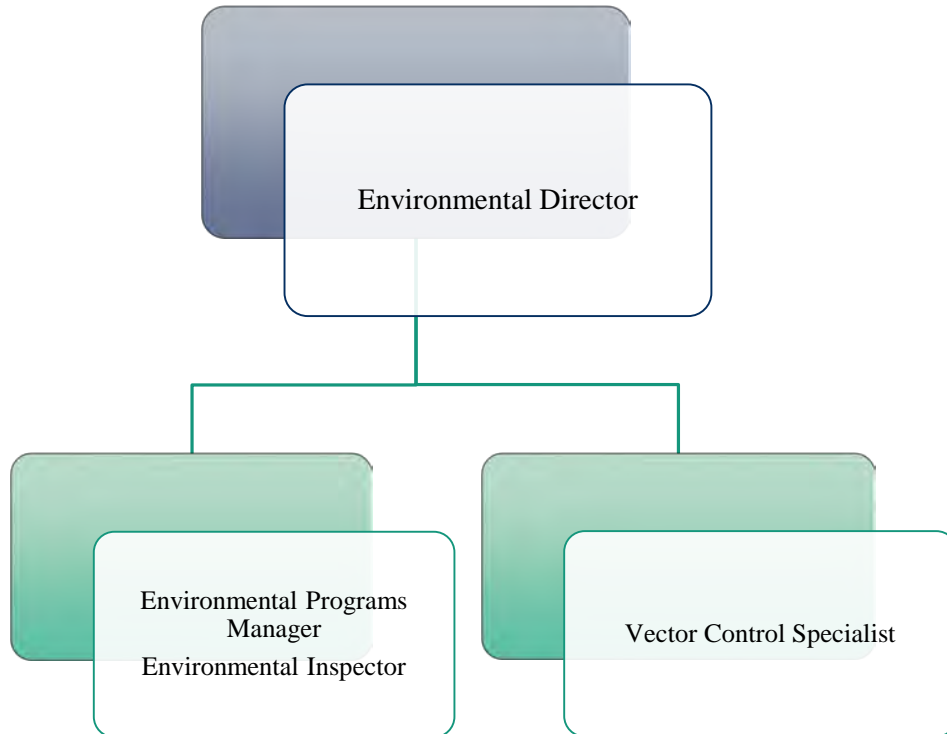 Environmental Director
Environmental Programs
Manager
Environmental Inspector
Vector Control Specialist